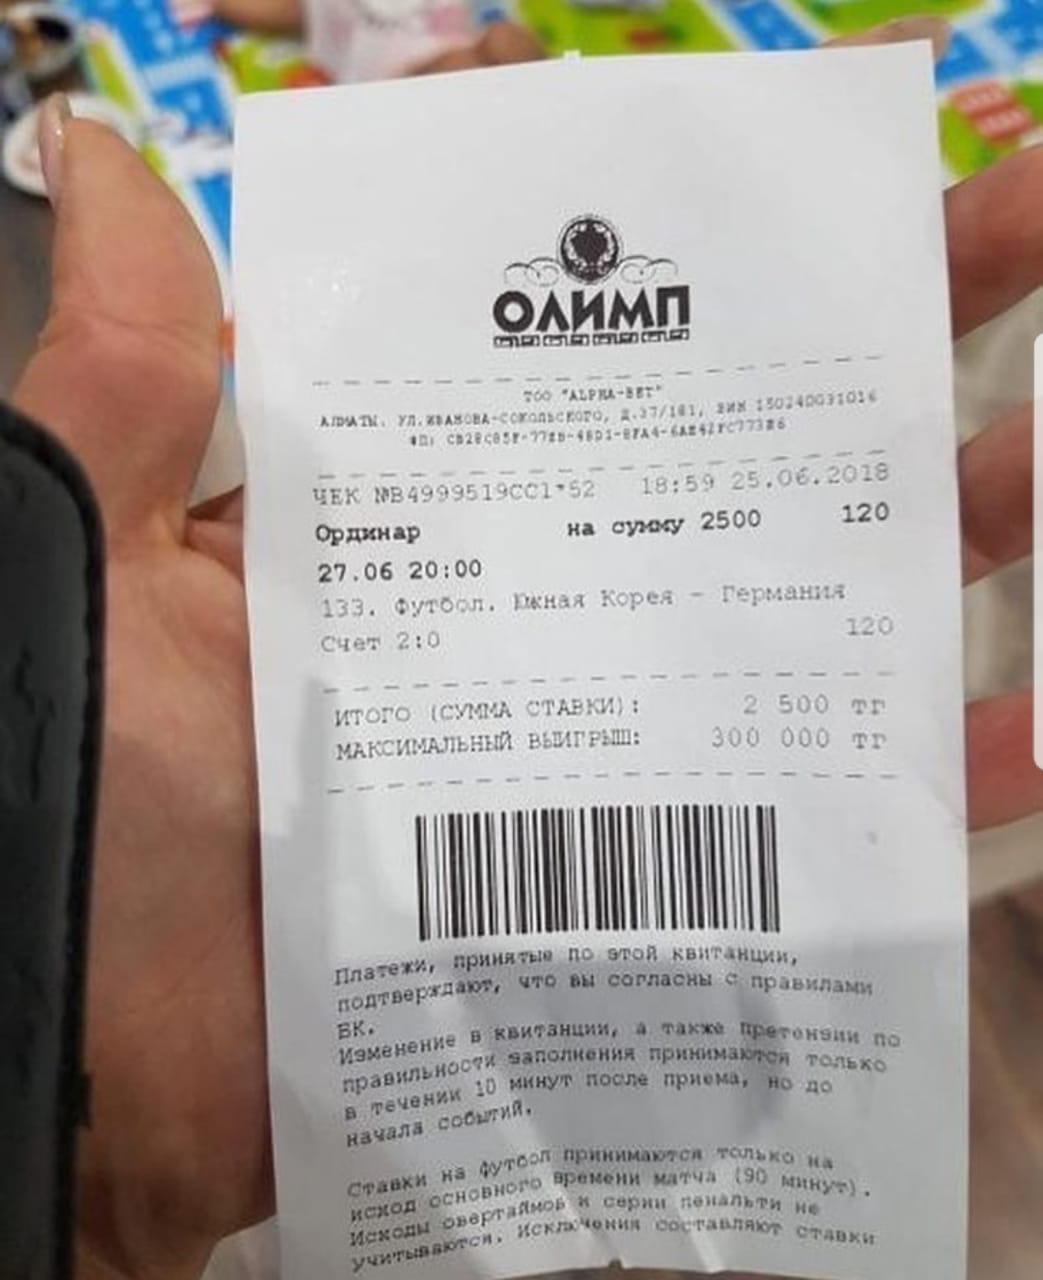 ОЛИМП
ТОО "ALPHA-BET"
АЛМАТЫ. УЛ.ИВАНОВА-СОКОЛЬСКОГО, Д.37/181, БИН 150240031016
ЧЕК №B4999519CC1*52 18:59 25.06.2018
Ординар на сумму 2500 120
27.06 20:00
133. Футбол. Южная Корея - Германия
Счет 2:0 120
ИТОГО (СУММА СТАВКИ): 2 500 тг
МАКСИМАЛЬНЫЙ ВЫИГРЫШ: 300 000 тг
Платежи, принятые по этой квитанции,
подтверждают, что вы согласны с правилами
БК.
Изменение в квитанции, а также претензии по
правильности заполнения принимаются только
в течении 10 минут после приема, но до
начала событий.
Ставки на футбол принимаются только на
исход основного времени матча (90 минут).
Исходы овертаймов и серии пенальти не
учитываются. Исключения составляют ставки